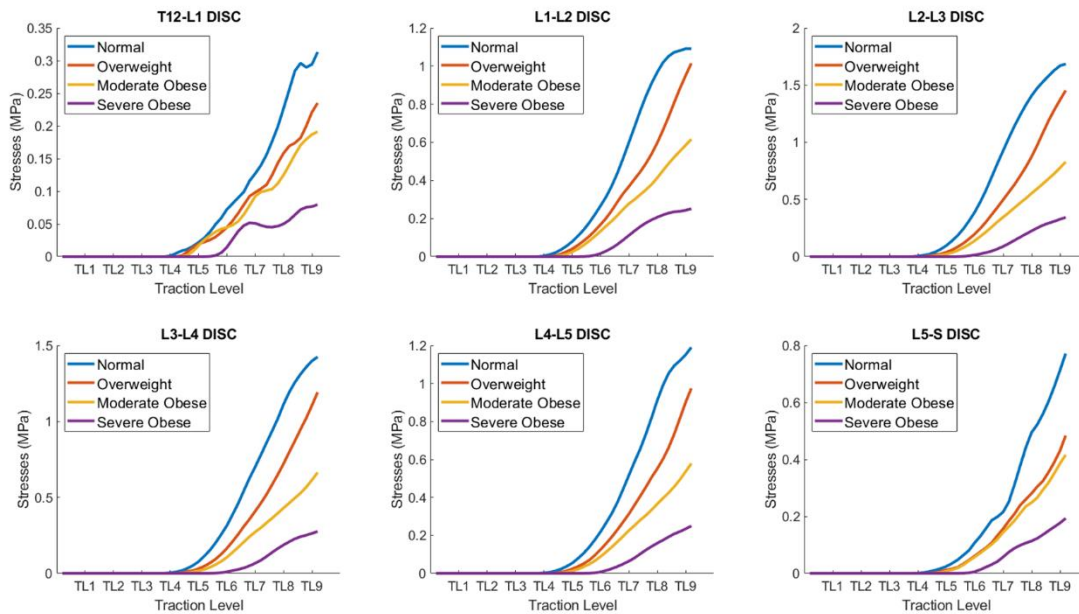 T12-L1 DISC
0.35
0.3
0.25
0.2
0.15
0.1
0.05
0
Stresses (MPa)
Normal
Overweight
Moderate Obese
Severe Obese
TL1 TL2 TL3 TL4 TL5 TL6 TL7 TL8 TL9
Traction Level
L1-L2 DISC
1.2
1
0.8
0.6
0.4
0.2
0
Stresses (MPa)
Normal
Overweight
Moderate Obese
Severe Obese
TL1 TL2 TL3 TL4 TL5 TL6 TL7 TL8 TL9
Traction Level
L2-L3 DISC
2
1.5
1
0.5
0
Stresses (MPa)
Normal
Overweight
Moderate Obese
Severe Obese
TL1 TL2 TL3 TL4 TL5 TL6 TL7 TL8 TL9
Traction Level
L3-L4 DISC
1.5
1
0.5
0
Stresses (MPa)
Normal
Overweight
Moderate Obese
Severe Obese
TL1 TL2 TL3 TL4 TL5 TL6 TL7 TL8 TL9
Traction Level
L4-L5 DISC
1.2
1
0.8
0.6
0.4
0.2
0
Stresses (MPa)
Normal
Overweight
Moderate Obese
Severe Obese
TL1 TL2 TL3 TL4 TL5 TL6 TL7 TL8 TL9
Traction Level
L5-S DISC
0.8
0.6
0.4
0.2
0
Stresses (MPa)
Normal
Overweight
Moderate Obese
Severe Obese
TL1 TL2 TL3 TL4 TL5 TL6 TL7 TL8 TL9
Traction Level